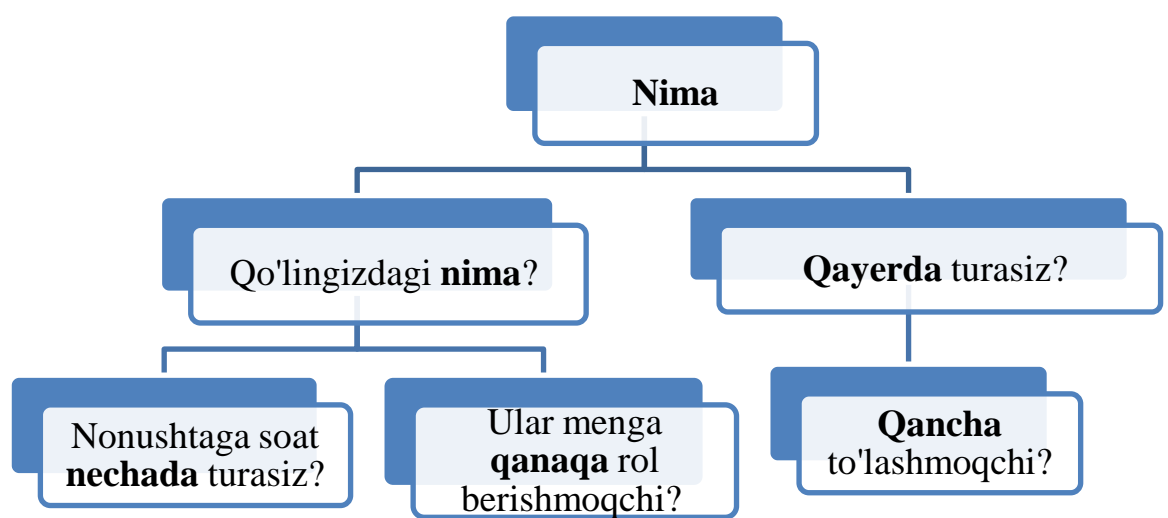 Nima
Qo'lingizdagi nima?
Qayerda turasiz?
Nonushtaga soat
nechada turasiz?
Ular menga
qanaqa rol
berishmoqchi?
Qancha
to'lashmoqchi?